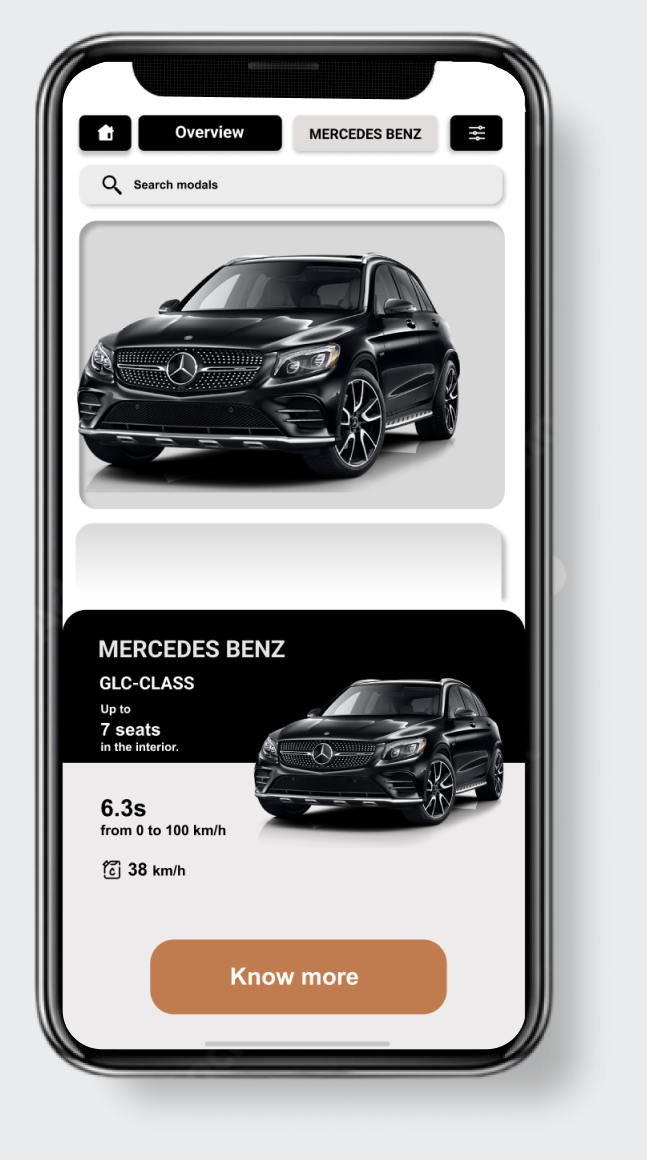 Overview
MERCEDES BENZ
Search modals
MERCEDES BENZ
GLC-CLASS
Up to
7 seats
in the interior.
6.3s
from 0 to 100 km/h
38 km/h
Know more